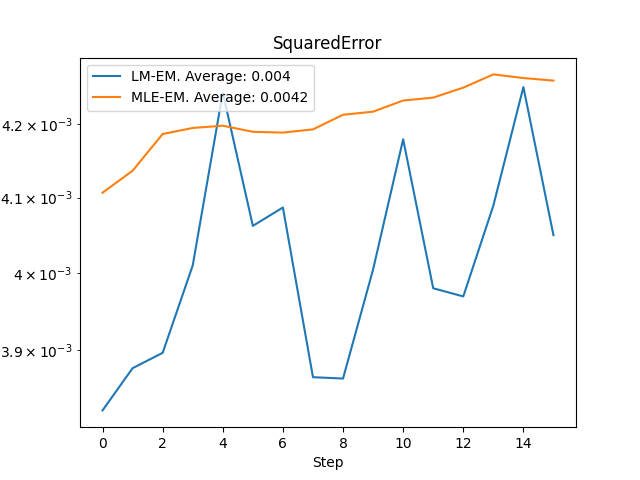 SquaredError
LM-EM. Average: 0.004
MLE-EM. Average: 0.0042
4.2 × 10⁻³
4.1 × 10⁻³
4 × 10⁻³
3.9 × 10⁻³
0 2 4 6 8 10 12 14
Step